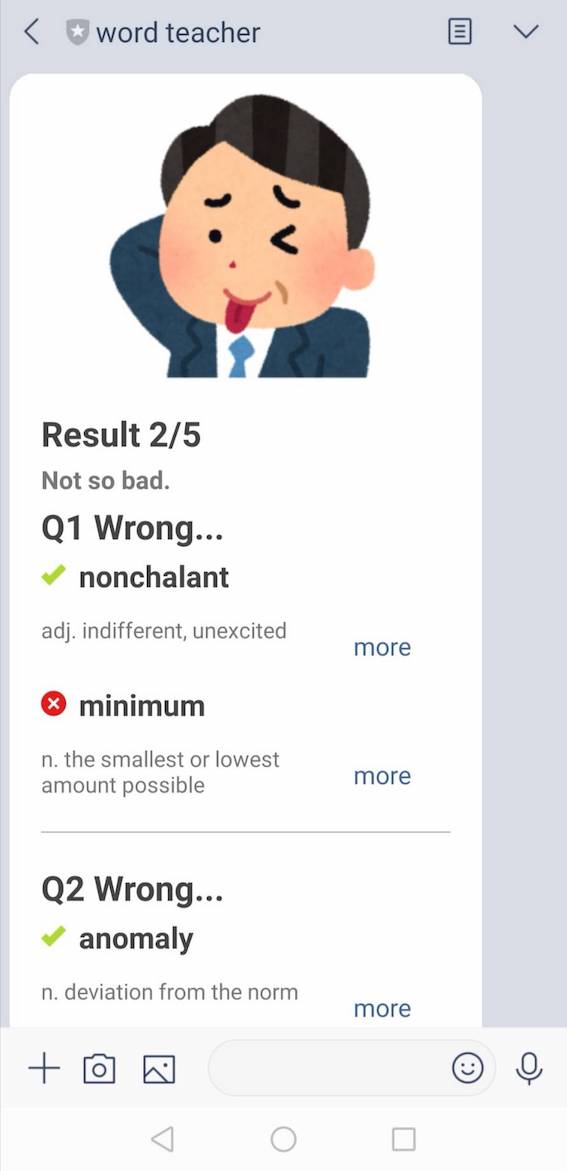 word teacher
Result 2/5
Not so bad.
Q1 Wrong...
nonchalant
adj. indifferent, unexcited
more
minimum
n. the smallest or lowest
amount possible
more
Q2 Wrong...
anomaly
n. deviation from the norm
more